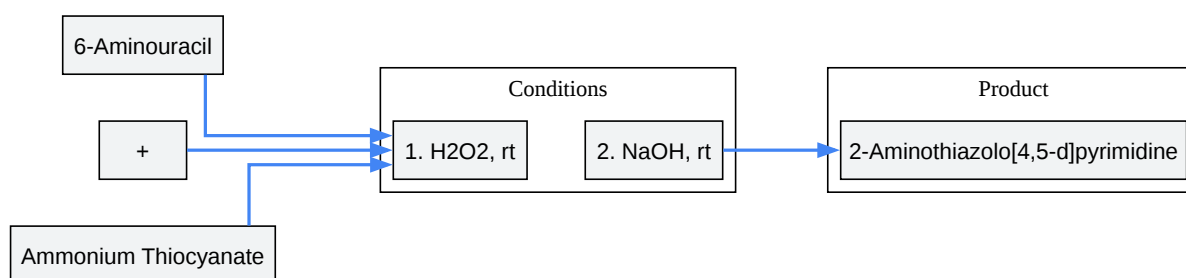 6-Aminouracil
+
Ammonium Thiocyanate
Conditions
1. H2O2, rt
2. NaOH, rt
Product
2-Aminothiazolo[4,5-d]pyrimidine